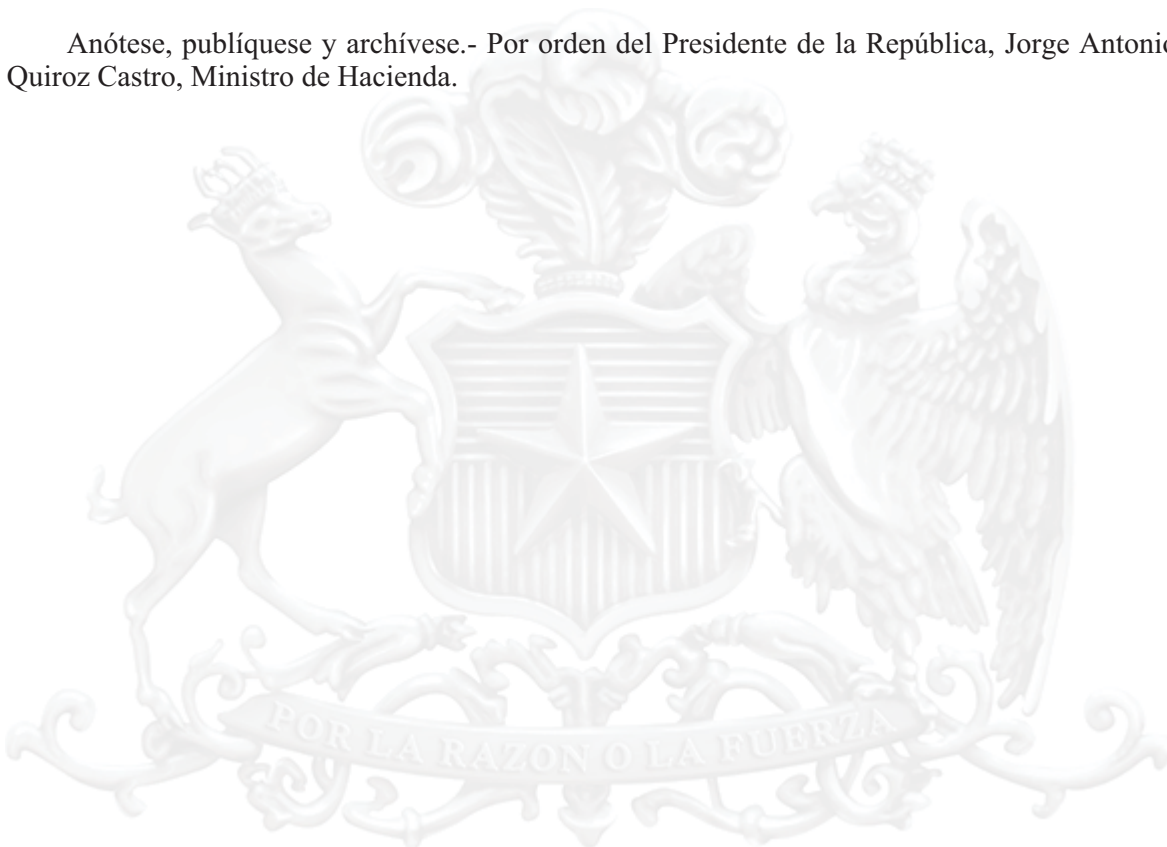 Anótese, publíquese y archívese.- Por orden del Presidente de la República, Jorge Antonio
Quiroz Castro, Ministro de Hacienda.
POR LA RAZON O LA FUERZA